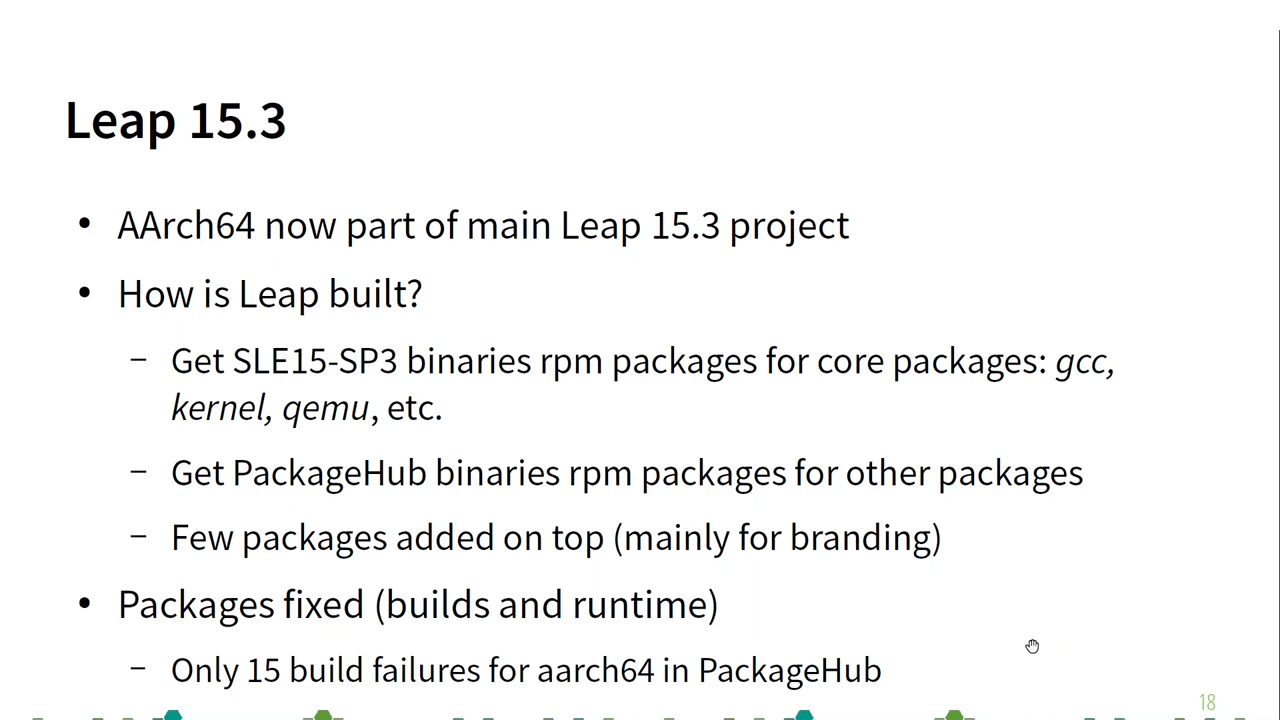 Leap 15.3
• AArch64 now part of main Leap 15.3 project
• How is Leap built?
– Get SLE15-SP3 binaries rpm packages for core packages: gcc,
kernel, qemu, etc.
– Get PackageHub binaries rpm packages for other packages
– Few packages added on top (mainly for branding)
• Packages fixed (builds and runtime)
– Only 15 build failures for aarch64 in PackageHub
18